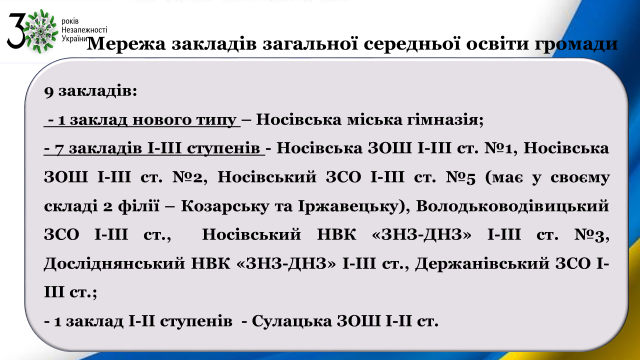 30 років
Незалежності
України
Мережа закладів загальної середньої освіти громади
9 закладів:
- 1 заклад нового типу – Носівська міська гімназія;
- 7 закладів І-ІІІ ступенів - Носівська ЗОШ І-ІІІ ст. №1, Носівська
ЗОШ І-ІІІ ст. №2, Носівський ЗСО І-ІІІ ст. №5 (має у своєму
складі 2 філії – Козарську та Іржавецьку), Володьководівицький
ЗСО І-ІІІ ст., Носівський НВК «ЗНЗ-ДНЗ» І-ІІІ ст. №3,
Досліднянський НВК «ЗНЗ-ДНЗ» І-ІІІ ст., Держанівський ЗСО І-
ІІІ ст.;
- 1 заклад І-ІІ ступенів - Сулацька ЗОШ І-ІІ ст.